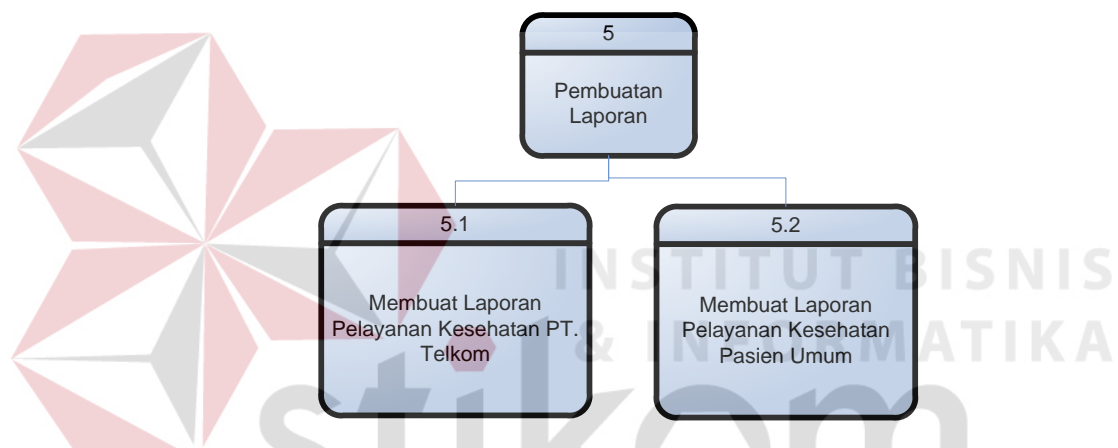 5
Pembuatan
Laporan
5.1
Membuat Laporan
Pelayanan Kesehatan PT.
Telkom
5.2
Membuat Laporan
Pelayanan Kesehatan
Pasien Umum
INSTITUT BISNIS
& INFORMATIKA
stikom